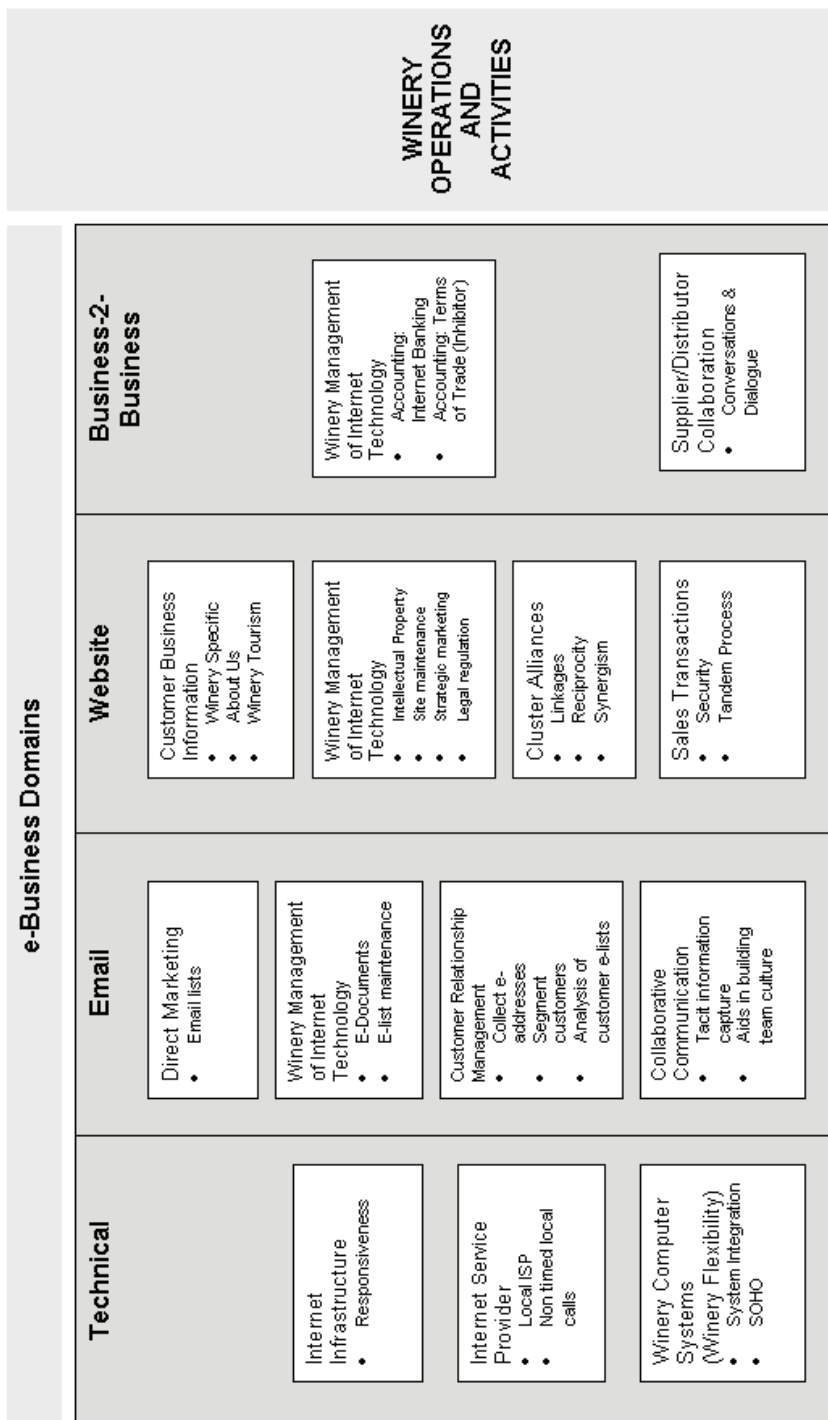 e-Business Domains
Technical
Internet
Infrastructure
• Responsiveness
Internet Service
Provider
• Local ISP
• Non timed local
calls
Winery Computer
Systems
(Winery Flexibility)
• System Integration
• SOHO
Email
Direct Marketing
• Email lists
Winery Management
of Internet
Technology
• E-Documents
• E-list maintenance
Customer Relationship
Management
• Collect e-
addresses
• Segment
customers
• Analysis of
customer e-lists
Collaborative
Communication
• Tacit information
capture
• Aids in building
team culture
Website
Customer Business
Information
• Winery Specific
• About Us
• Winery Tourism
Winery Management
of Internet
Technology
• Intellectual Property
• Site maintenance
• Strategic marketing
• Legal regulation
Cluster Alliances
• Linkages
• Reciprocity
• Synergism
Sales Transactions
• Security
• Tandem Process
Business-2-
Business
Winery Management
of Internet
Technology
• Accounting:
Internet Banking
• Accounting: Terms
of Trade (Inhibitor)
Supplier/Distributor
Collaboration
• Conversations &
Dialogue
WINERY
OPERATIONS
AND
ACTIVITIES